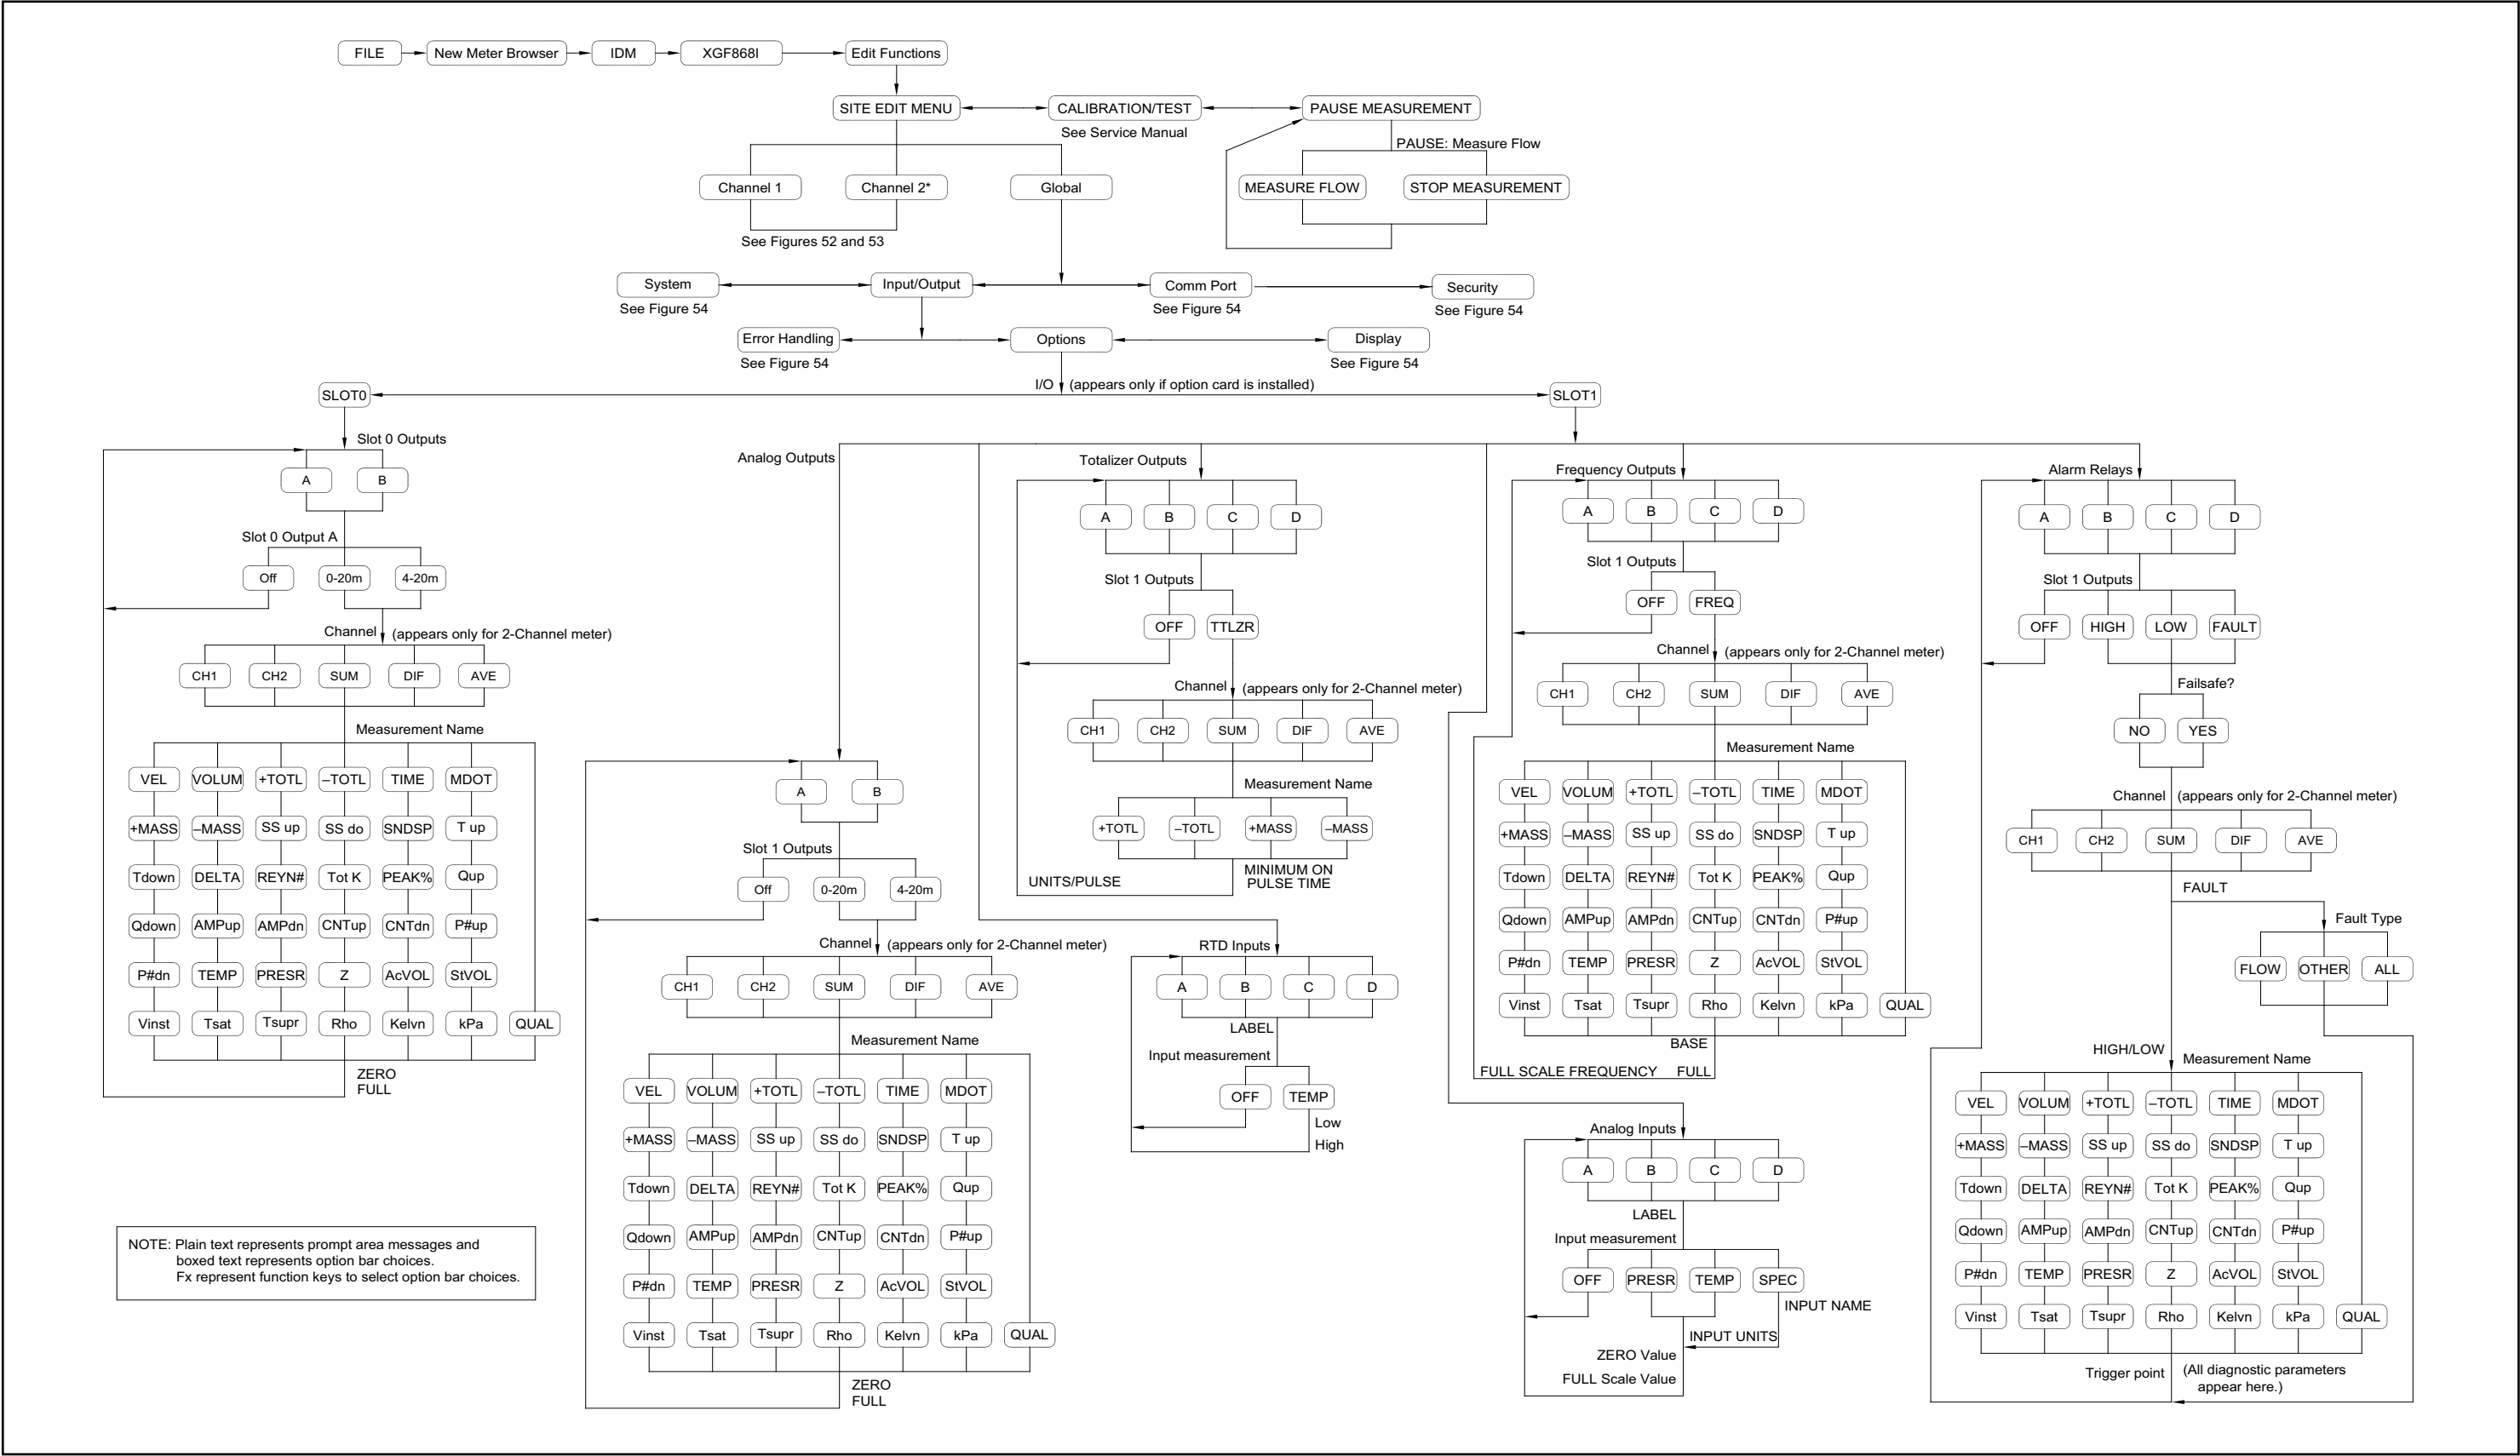 FILE
New Meter Browser
IDM
XGF868I
Edit Functions
SITE EDIT MENU
CALIBRATION/TEST
PAUSE MEASUREMENT
See Service Manual
PAUSE: Measure Flow
Channel 1
Channel 2*
Global
MEASURE FLOW
STOP MEASUREMENT
See Figures 52 and 53
System
Input/Output
Comm Port
Security
See Figure 54
See Figure 54
See Figure 54
Error Handling
Options
Display
See Figure 54
See Figure 54
I/O (appears only if option card is installed)
SLOT0
SLOT1
Slot 0 Outputs
A B
Slot 0 Output A
Off 0-20m 4-20m
Channel (appears only for 2-Channel meter)
CH1 CH2 SUM DIF AVE
Measurement Name
VEL VOLUM +TOTL –TOTL TIME MDOT
+MASS –MASS SS up SS do SNDSP T up
Tdown DELTA REYN# Tot K PEAK% Qup
Qdown AMPup AMPdn CNTup CNTdn P#up
P#dn TEMP PRESR Z AcVOL StVOL
Vinst Tsat Tsupr Rho Kelvn kPa QUAL
ZERO
FULL
NOTE: Plain text represents prompt area messages and
boxed text represents option bar choices.
Fx represent function keys to select option bar choices.
Analog Outputs
A B
Slot 1 Outputs
Off 0-20m 4-20m
Channel (appears only for 2-Channel meter)
CH1 CH2 SUM DIF AVE
Measurement Name
VEL VOLUM +TOTL –TOTL TIME MDOT
+MASS –MASS SS up SS do SNDSP T up
Tdown DELTA REYN# Tot K PEAK% Qup
Qdown AMPup AMPdn CNTup CNTdn P#up
P#dn TEMP PRESR Z AcVOL StVOL
Vinst Tsat Tsupr Rho Kelvn kPa QUAL
ZERO
FULL
Totalizer Outputs
A B C D
Slot 1 Outputs
OFF TTLZR
Channel (appears only for 2-Channel meter)
CH1 CH2 SUM DIF AVE
Measurement Name
+TOTL –TOTL +MASS –MASS
UNITS/PULSE
MINIMUM ON
PULSE TIME
RTD Inputs
A B C D
LABEL
Input measurement
OFF TEMP
Low
High
Frequency Outputs
A B C D
Slot 1 Outputs
OFF FREQ
Channel (appears only for 2-Channel meter)
CH1 CH2 SUM DIF AVE
Measurement Name
VEL VOLUM +TOTL –TOTL TIME MDOT
+MASS –MASS SS up SS do SNDSP T up
Tdown DELTA REYN# Tot K PEAK% Qup
Qdown AMPup AMPdn CNTup CNTdn P#up
P#dn TEMP PRESR Z AcVOL StVOL
Vinst Tsat Tsupr Rho Kelvn kPa QUAL
BASE
FULL SCALE FREQUENCY FULL
Analog Inputs
A B C D
LABEL
Input measurement
OFF PRESR TEMP SPEC
INPUT NAME
INPUT UNITS
ZERO Value
FULL Scale Value
Alarm Relays
A B C D
Slot 1 Outputs
OFF HIGH LOW FAULT
Failsafe?
NO YES
Channel (appears only for 2-Channel meter)
CH1 CH2 SUM DIF AVE
FAULT
Fault Type
FLOW OTHER ALL
HIGH/LOW
Measurement Name
VEL VOLUM +TOTL –TOTL TIME MDOT
+MASS –MASS SS up SS do SNDSP T up
Tdown DELTA REYN# Tot K PEAK% Qup
Qdown AMPup AMPdn CNTup CNTdn P#up
P#dn TEMP PRESR Z AcVOL StVOL
Vinst Tsat Tsupr Rho Kelvn kPa QUAL
Trigger point
(All diagnostic parameters
appear here.)